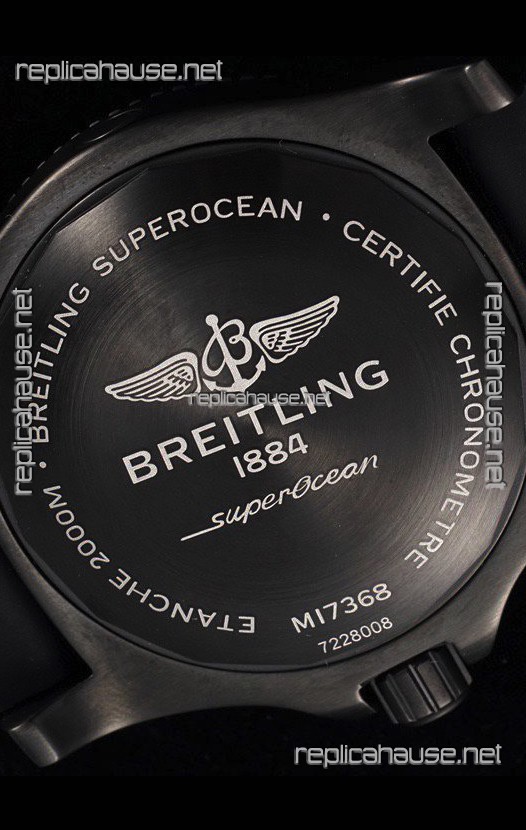 replicahause.net
replicahause.net
replicahause.net
BREITLING SUPEROCEAN • CERTIFIE CHRONOMETRE
B
replicahause.net
BREITLING
1884
superOcean
MI7368
7228008
ETANCHE 2000M •
replicahause.net